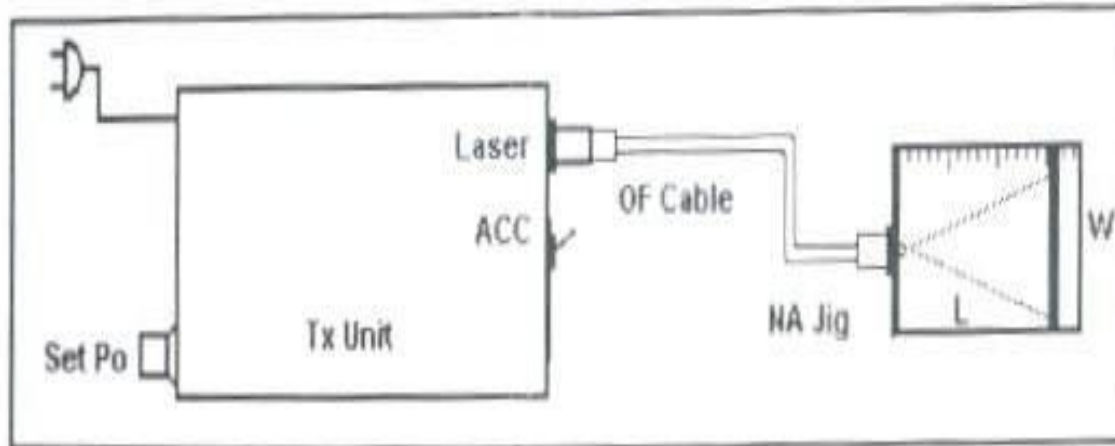 Laser
OF Cable
ACC
W
NA Jig
L
Tx Unit
Set Po